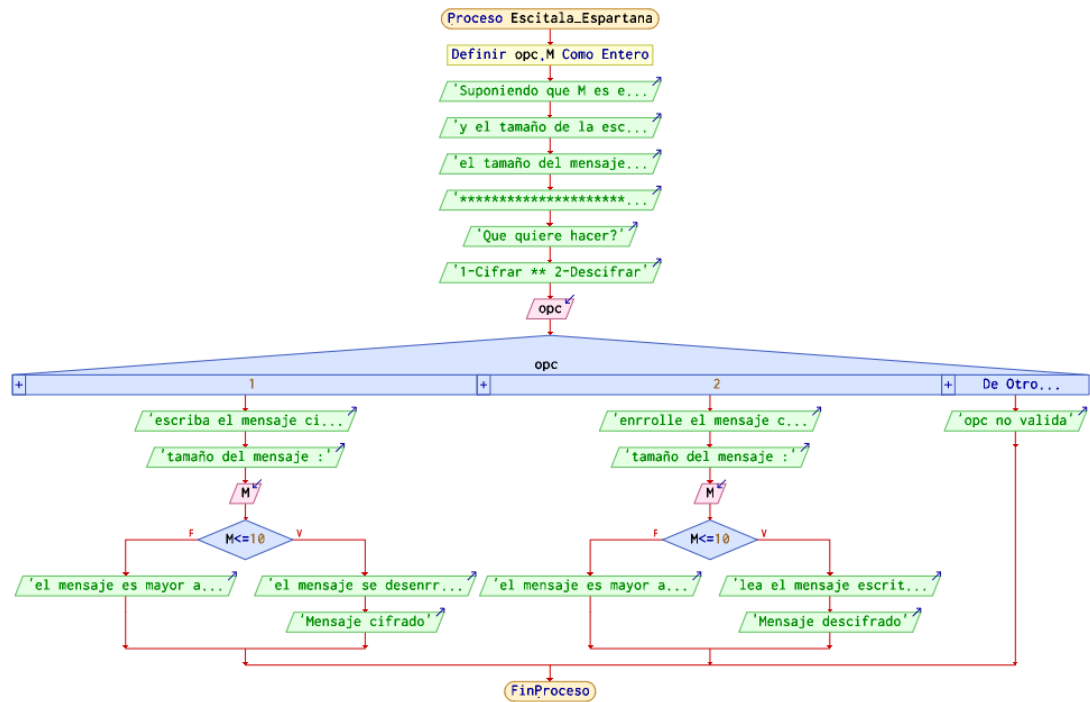 Proceso Escitala_Espartana
Definir opc,M Como Entero
'Suponiendo que M es e...
'y el tamaño de la esc...
'el tamaño del mensaje...
'*********************...
'Que quiere hacer?'
'1-Cifrar ** 2-Descifrar'
opc
opc
+ 1 + 2 + De Otro...
'escriba el mensaje ci...
'enrrolle el mensaje c...
'opc no valida'
'tamaño del mensaje :'
'tamaño del mensaje :'
M
M
F M<=10 V
F M<=10 V
'el mensaje es mayor a...
'el mensaje se desenrr...
'el mensaje es mayor a...
'lea el mensaje escrit...
'Mensaje cifrado'
'Mensaje descifrado'
FinProceso